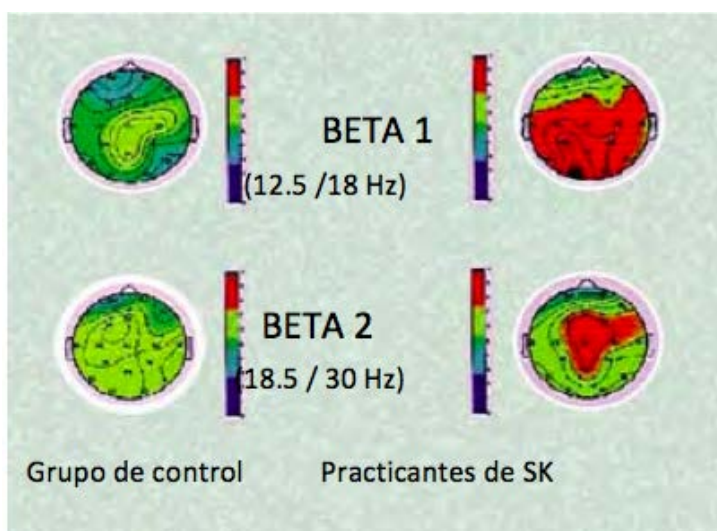 BETA 1
(12.5 /18 Hz)
BETA 2
(18.5 / 30 Hz)
Grupo de control
Practicantes de SK